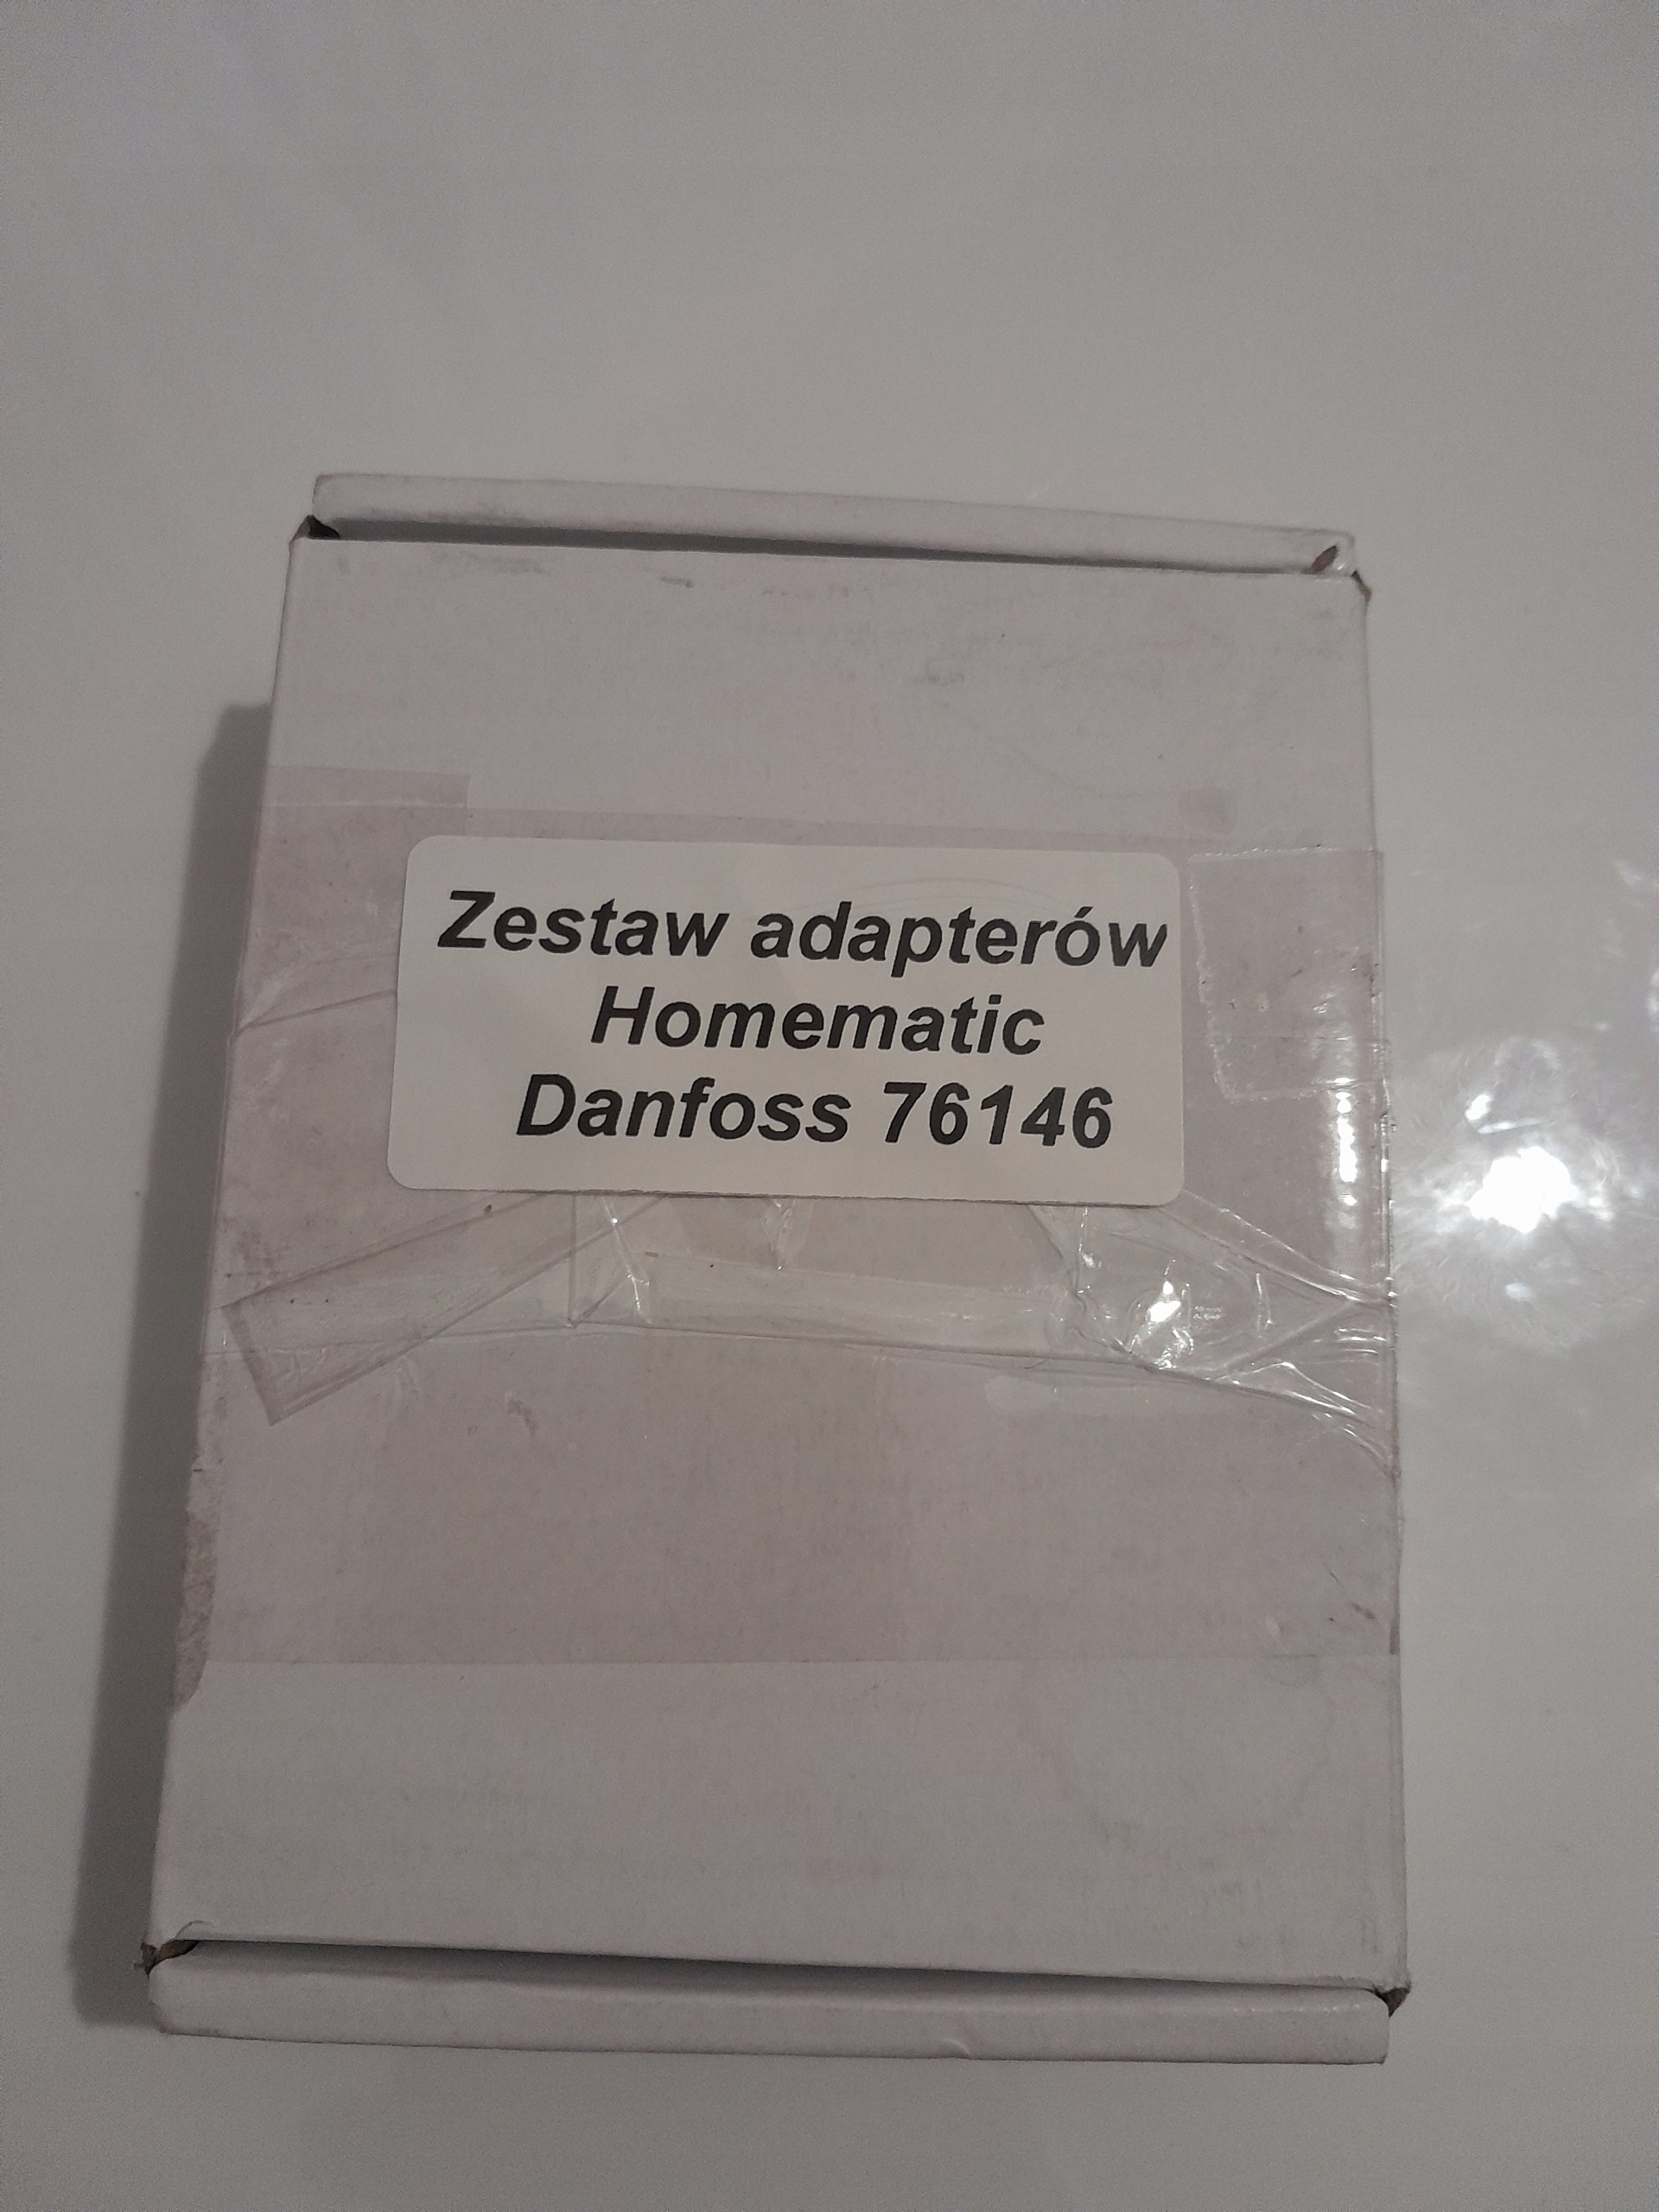 Zestaw adapterów
Homematic
Danfoss 76146